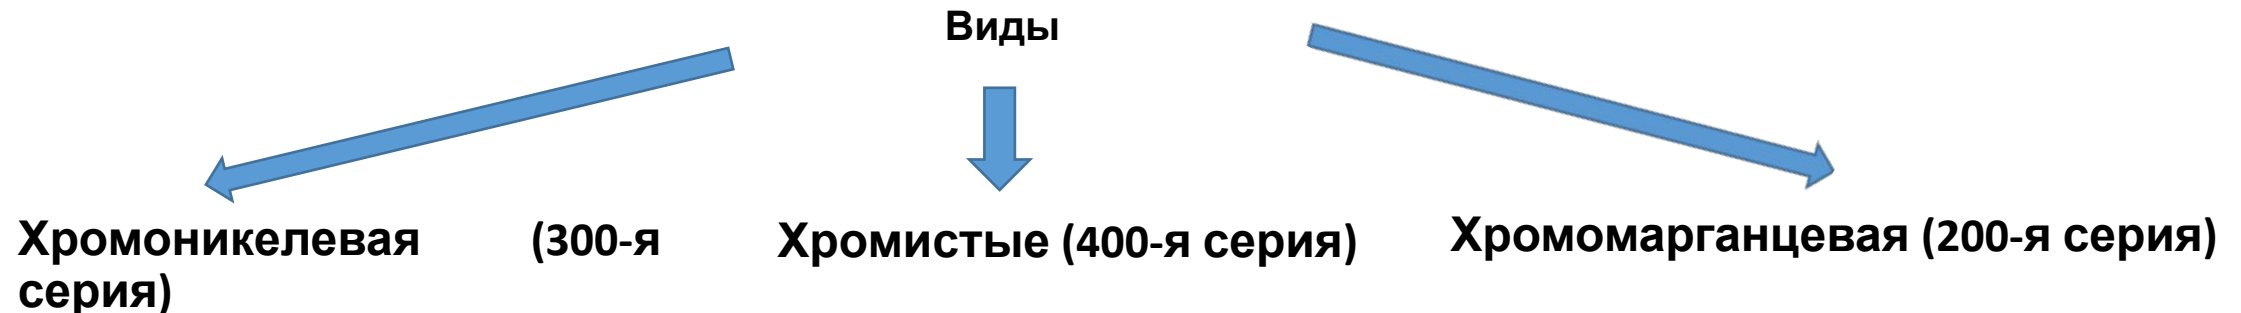 Виды
Хромоникелевая (300-я
серия)
Хромистые (400-я серия)
Хромомарганцевая (200-я серия)